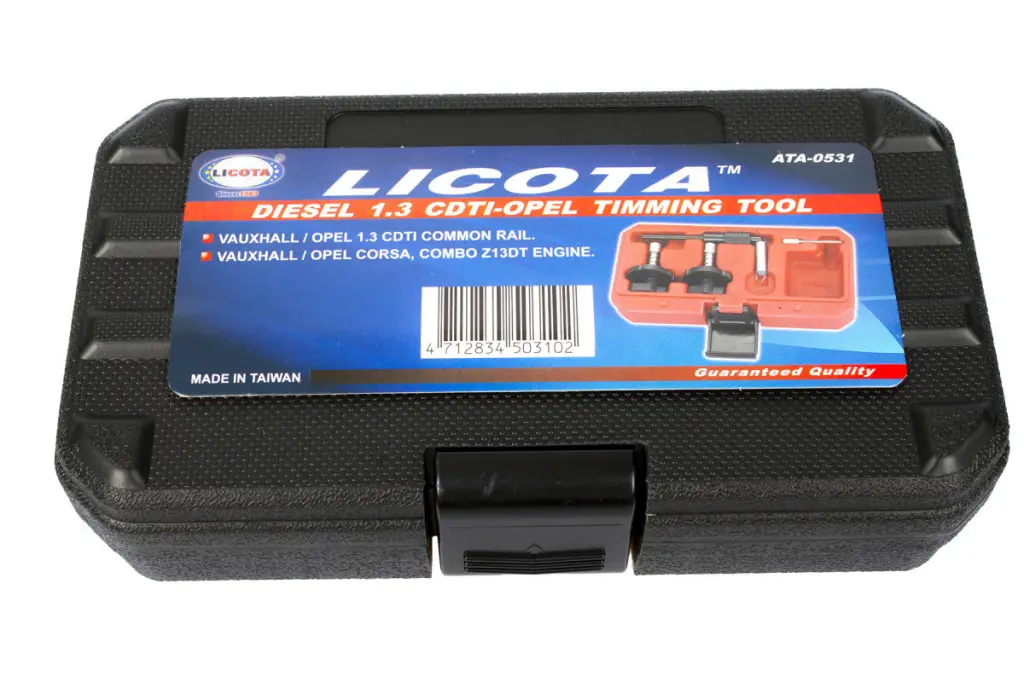 LICOTA
®
Since 1983
LICOTA™
ATA-0531
DIESEL 1.3 CDTI-OPEL TIMMING TOOL
VAUXHALL / OPEL 1.3 CDTI COMMON RAIL.
VAUXHALL / OPEL CORSA, COMBO Z13DT ENGINE.
4 712834 503102
MADE IN TAIWAN
Guaranteed Quality